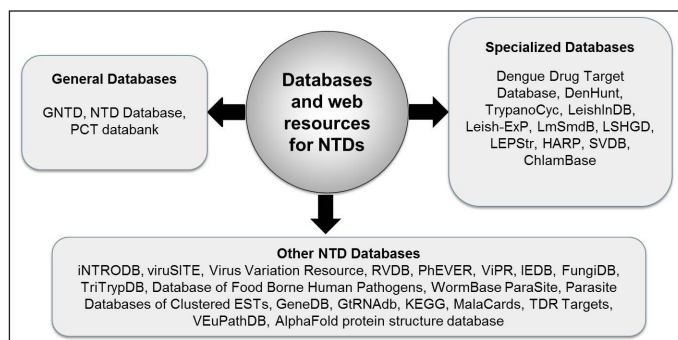 General Databases
GNTD, NTD Database,
PCT databank
Databases
and web
resources
for NTDs
Specialized Databases
Dengue Drug Target
Database, DenHunt,
TrypanoCyc, LeishInDB,
Leish-ExP, LmSmdB, LSHGD,
LEPStr, HARP, SVDB,
ChlamBase
Other NTD Databases
iNTRODB, viruSITE, Virus Variation Resource, RVDB, PhEVER, ViPR, IEDB, FungiDB,
TriTrypDB, Database of Food Borne Human Pathogens, WormBase ParaSite, Parasite
Databases of Clustered ESTs, GeneDB, GtRNAdb, KEGG, MalaCards, TDR Targets,
VEuPathDB, AlphaFold protein structure database